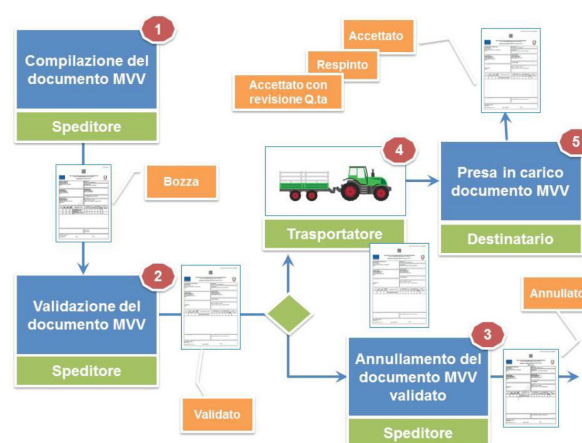 1
Compilazione del
documento MVV
Speditore
Bozza
2
Validazione del
documento MVV
Speditore
Validato
Accettato
Respinto
Accettato con
revisione Q.ta
4
Trasportatore
5
Presa in carico
documento MVV
Destinatario
3
Annullamento del
documento MVV
validato
Speditore
Annullato